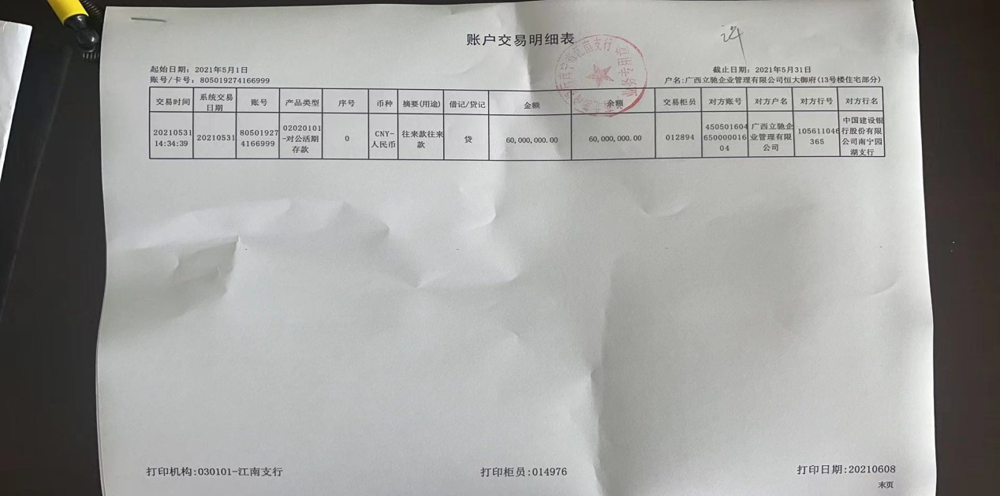 账户交易明细表
起始日期：2021年5月1日
截止日期：2021年5月31日
账号/卡号：805019274166999
户名:广西立驰企业管理有限公司恒大御府(13号楼住宅部分)
交易时间 系统交易日期 账号 产品类型 序号 币种 摘要(用途) 借记/贷记 金额 余额 交易柜员 对方账号 对方户名 对方行号 对方行名
20210531 14:34:39 20210531 805019274166999 02020101-对公活期存款 0 CNY-人民币 往来款往来款 贷 60,000,000.00 60,000,000.00 012894 45050160465000001604 广西立驰企业管理有限公司 105611046365 中国建设银行股份有限公司南宁园湖支行
打印机构:030101-江南支行
打印柜员:014976
打印日期:20210608
末页